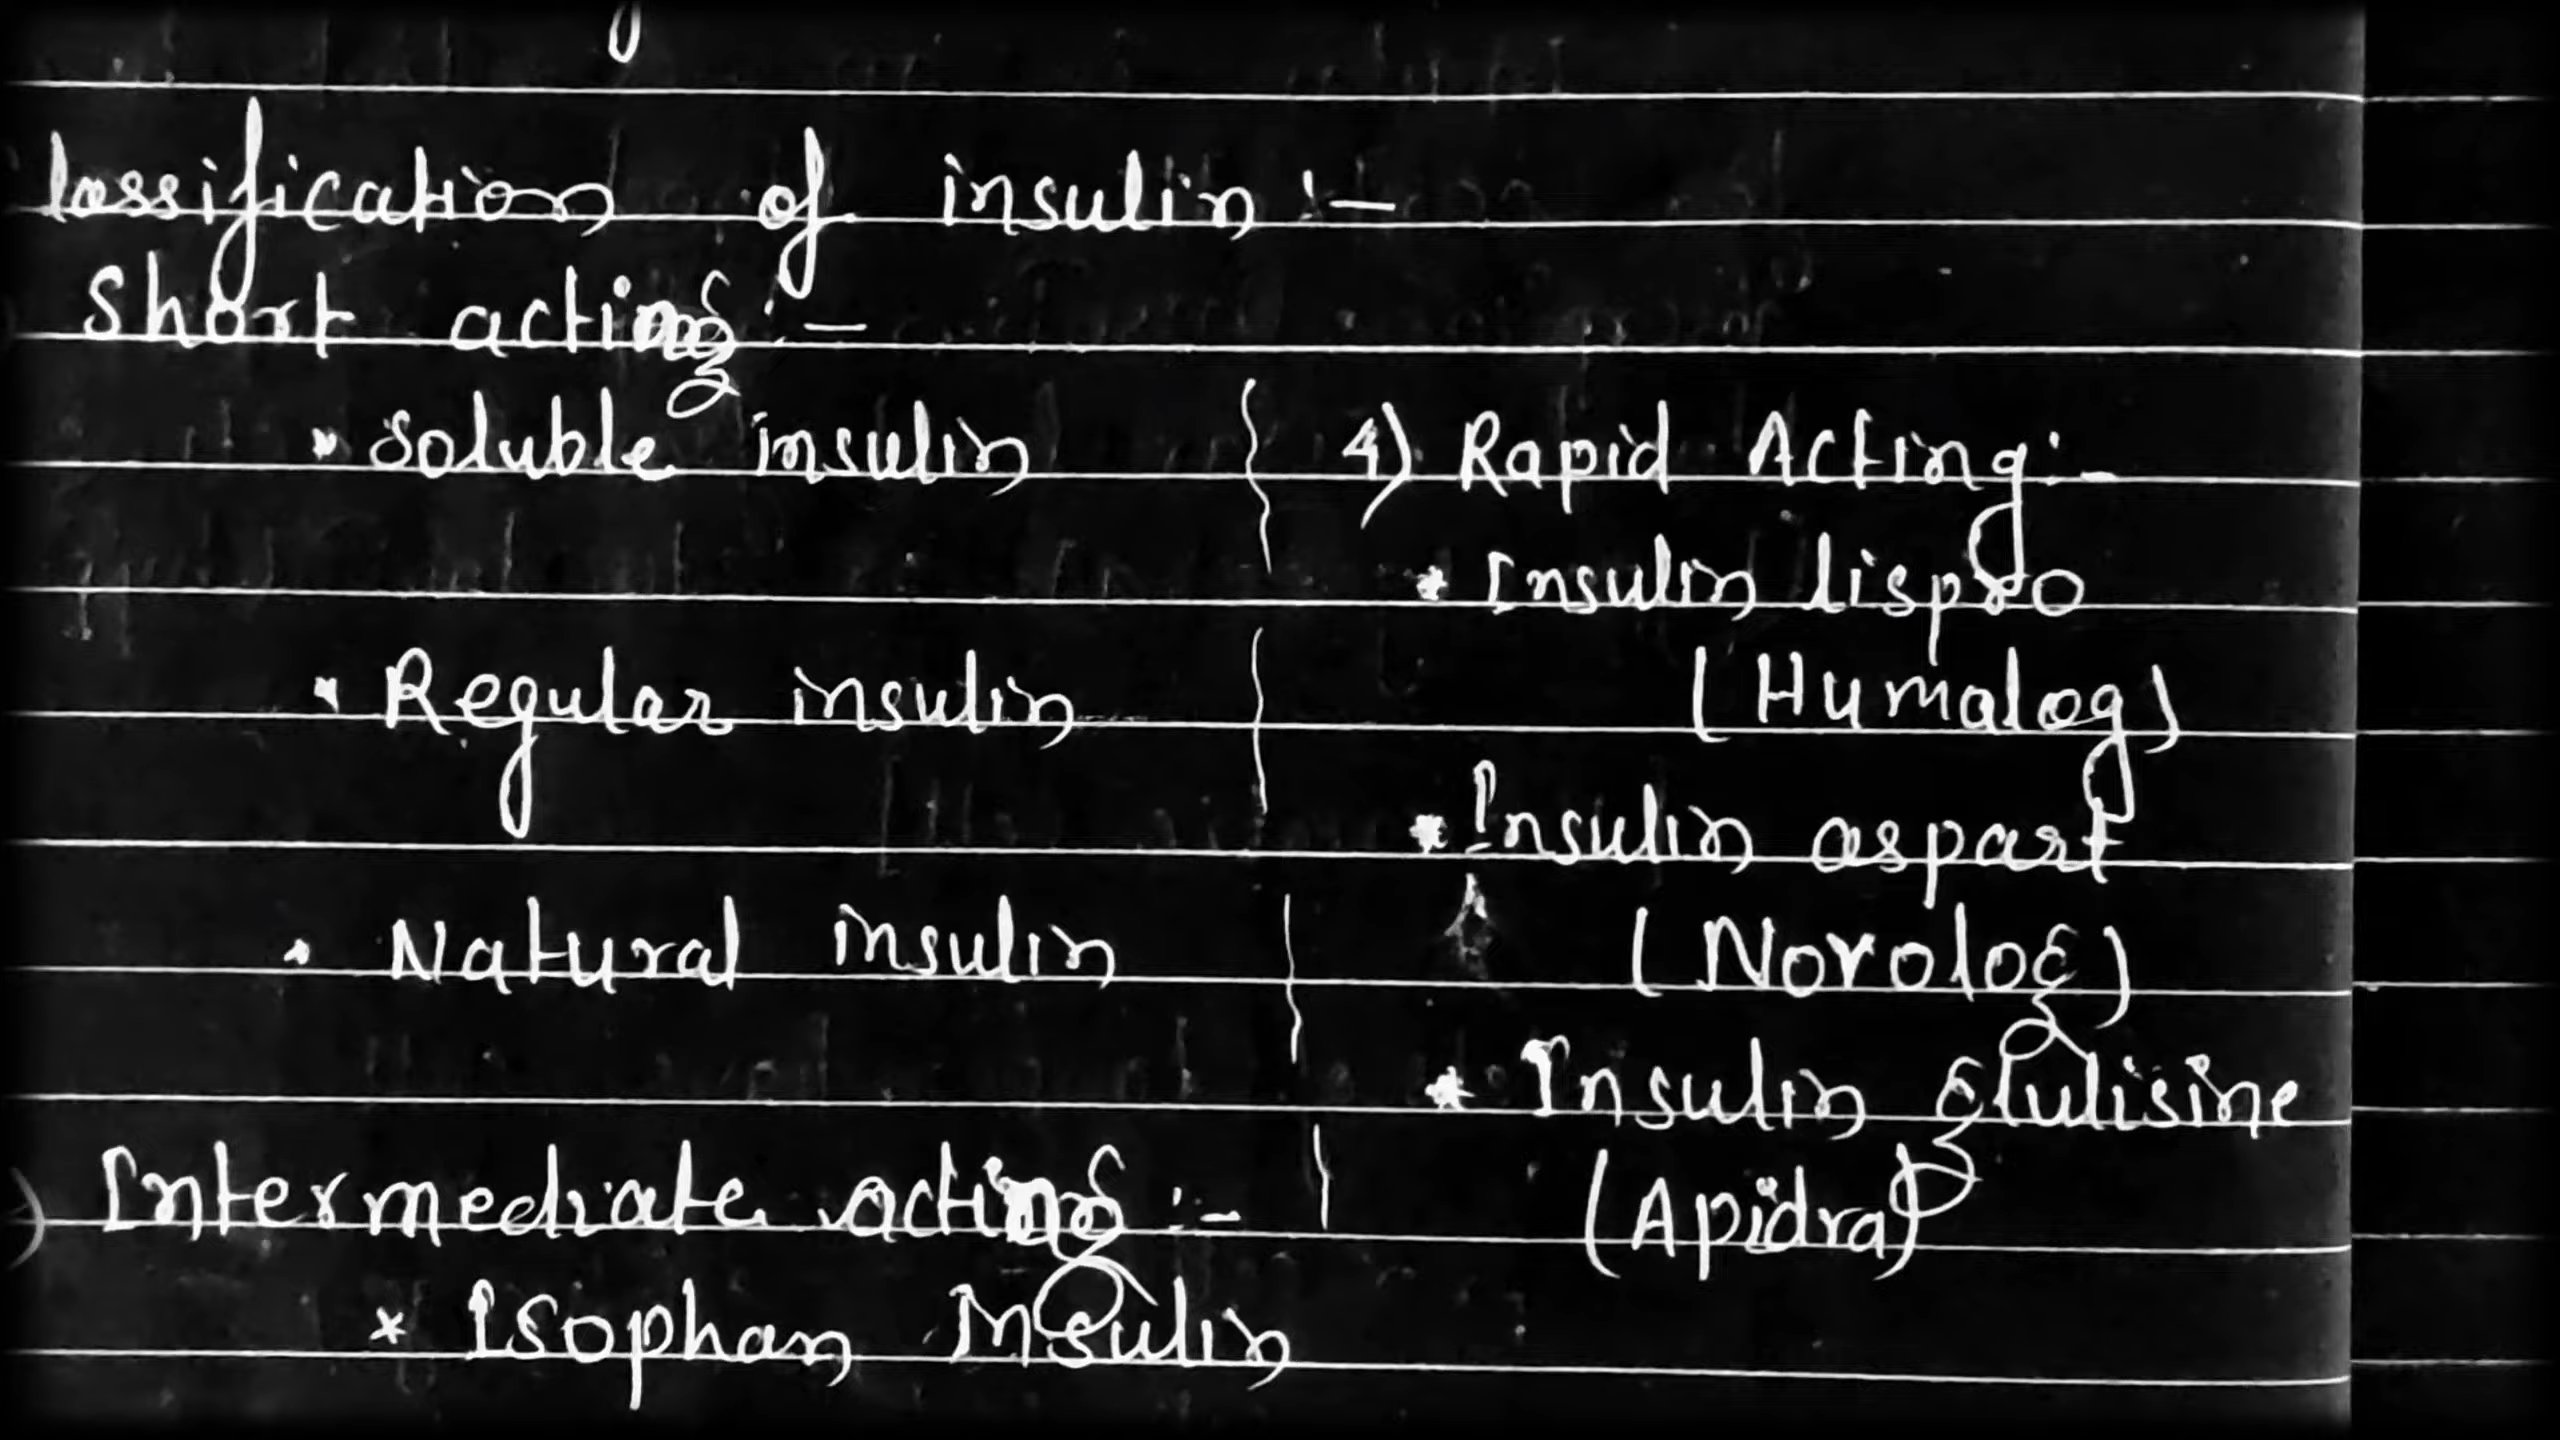 lassification of insulin :-
Short acting :-
• Soluble insulin
• Regular insulin
• Natural insulin
) Intermediate acting :-
* Isophan Insulin
4) Rapid Acting :-
* Insulin lispro
(Humalog)
* Insulin aspart
(Novolog)
* Insulin glulisine
(Apidra)